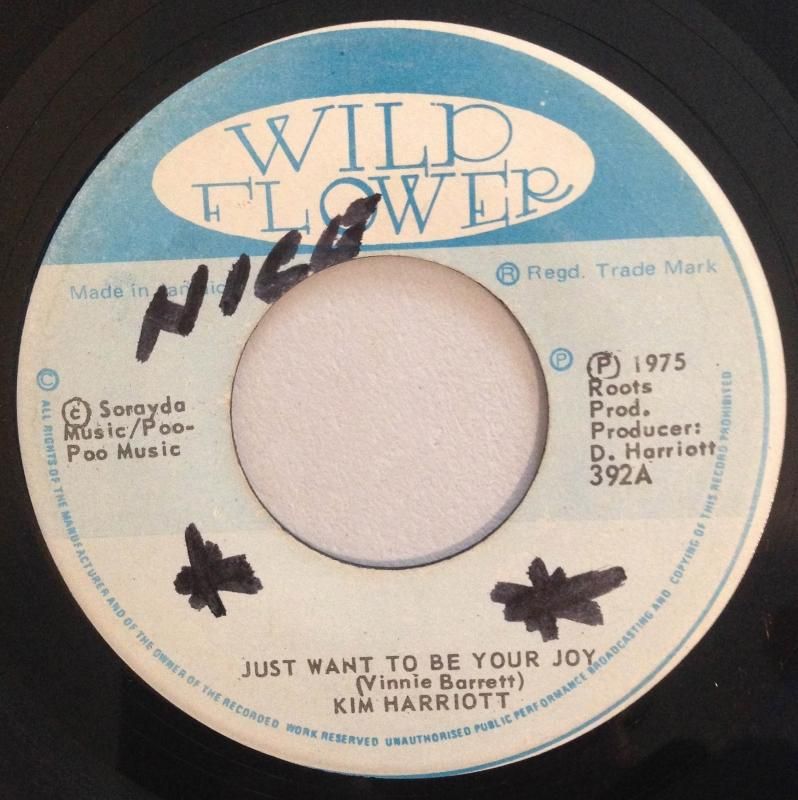 WILD
FLOWER
NICE
Made in Jamaica
® Regd. Trade Mark
© Sorayda
Music/Poo-
Poo Music
℗ ℗ 1975
Roots
Prod.
Producer:
D. Harriott
392A
JUST WANT TO BE YOUR JOY
(Vinnie Barrett)
KIM HARRIOTT
© ALL RIGHTS OF THE MANUFACTURER AND OF THE OWNER OF THE RECORDED WORK RESERVED UNAUTHORISED PUBLIC PERFORMANCE BROADCASTING AND COPYING OF THIS RECORD PROHIBITED